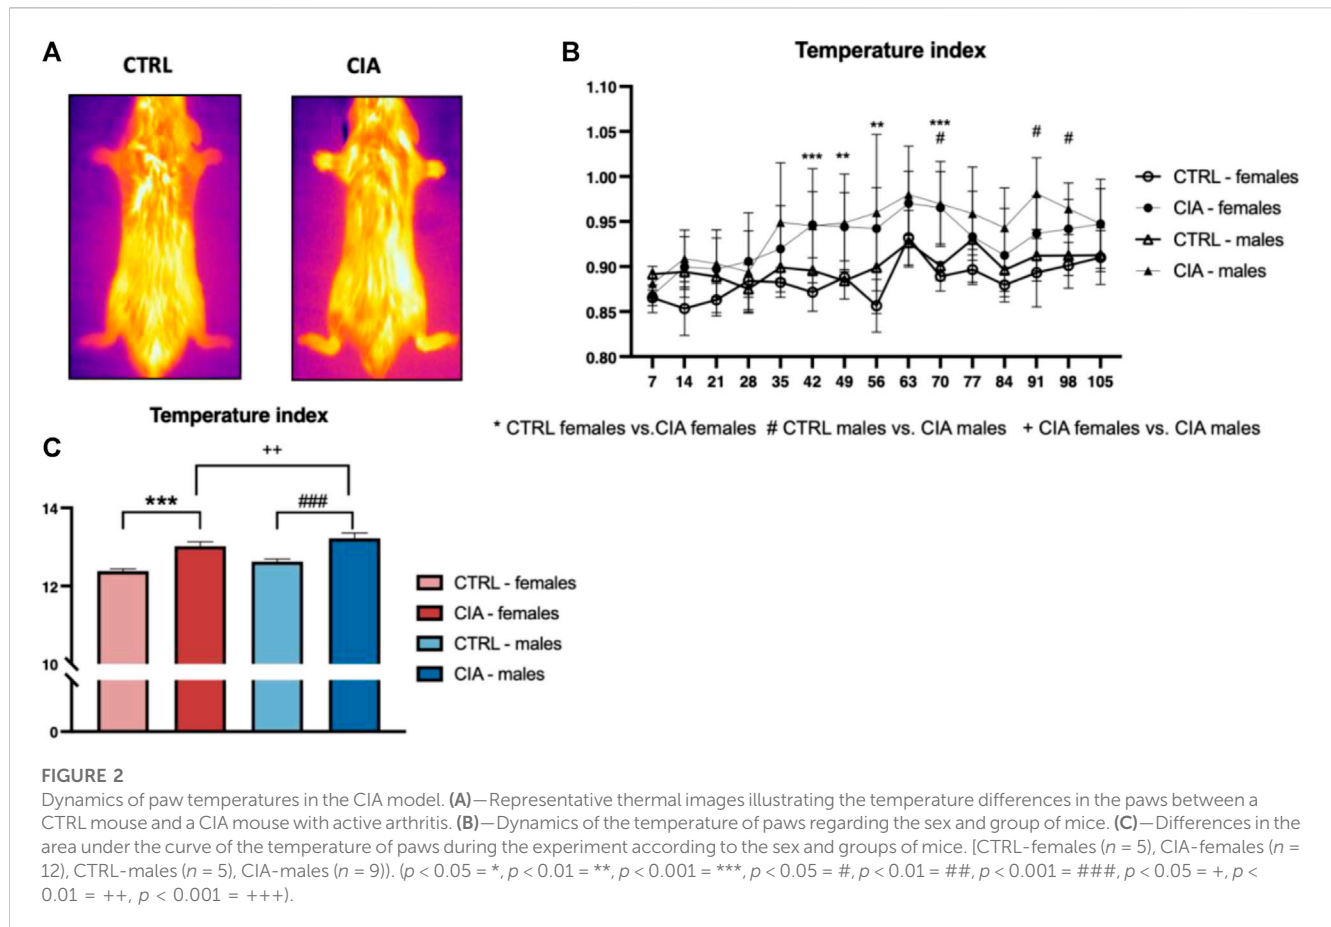 A
CTRL
CIA
B
Temperature index
1.10
1.05
1.00
0.95
0.90
0.85
0.80
***
**
**
***
#
#
#
7 14 21 28 35 42 49 56 63 70 77 84 91 98 105
CTRL - females
CIA - females
CTRL - males
CIA - males
* CTRL females vs.CIA females # CTRL males vs. CIA males + CIA females vs. CIA males
Temperature index
C
++
***
###
14
12
10
0
CTRL - females
CIA - females
CTRL - males
CIA - males
FIGURE 2
Dynamics of paw temperatures in the CIA model. (A)—Representative thermal images illustrating the temperature differences in the paws between a
CTRL mouse and a CIA mouse with active arthritis. (B)—Dynamics of the temperature of paws regarding the sex and group of mice. (C)—Differences in the
area under the curve of the temperature of paws during the experiment according to the sex and groups of mice. [CTRL-females (n = 5), CIA-females (n =
12), CTRL-males (n = 5), CIA-males (n = 9)). (p < 0.05 = *, p < 0.01 = **, p < 0.001 = ***, p < 0.05 = #, p < 0.01 = ##, p < 0.001 = ###, p < 0.05 = +, p <
0.01 = ++, p < 0.001 = +++).